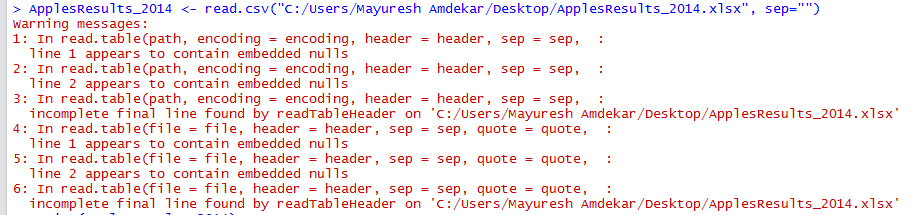 > ApplesResults_2014 <- read.csv("C:/Users/Mayuresh Amdekar/Desktop/ApplesResults_2014.xlsx", sep="")
Warning messages:
1: In read.table(path, encoding = encoding, header = header, sep = sep,  :
  line 1 appears to contain embedded nulls
2: In read.table(path, encoding = encoding, header = header, sep = sep,  :
  line 2 appears to contain embedded nulls
3: In read.table(path, encoding = encoding, header = header, sep = sep,  :
  incomplete final line found by readTableHeader on 'C:/Users/Mayuresh Amdekar/Desktop/ApplesResults_2014.xlsx'
4: In read.table(file = file, header = header, sep = sep, quote = quote,  :
  line 1 appears to contain embedded nulls
5: In read.table(file = file, header = header, sep = sep, quote = quote,  :
  line 2 appears to contain embedded nulls
6: In read.table(file = file, header = header, sep = sep, quote = quote,  :
  incomplete final line found by readTableHeader on 'C:/Users/Mayuresh Amdekar/Desktop/ApplesResults_2014.xlsx'